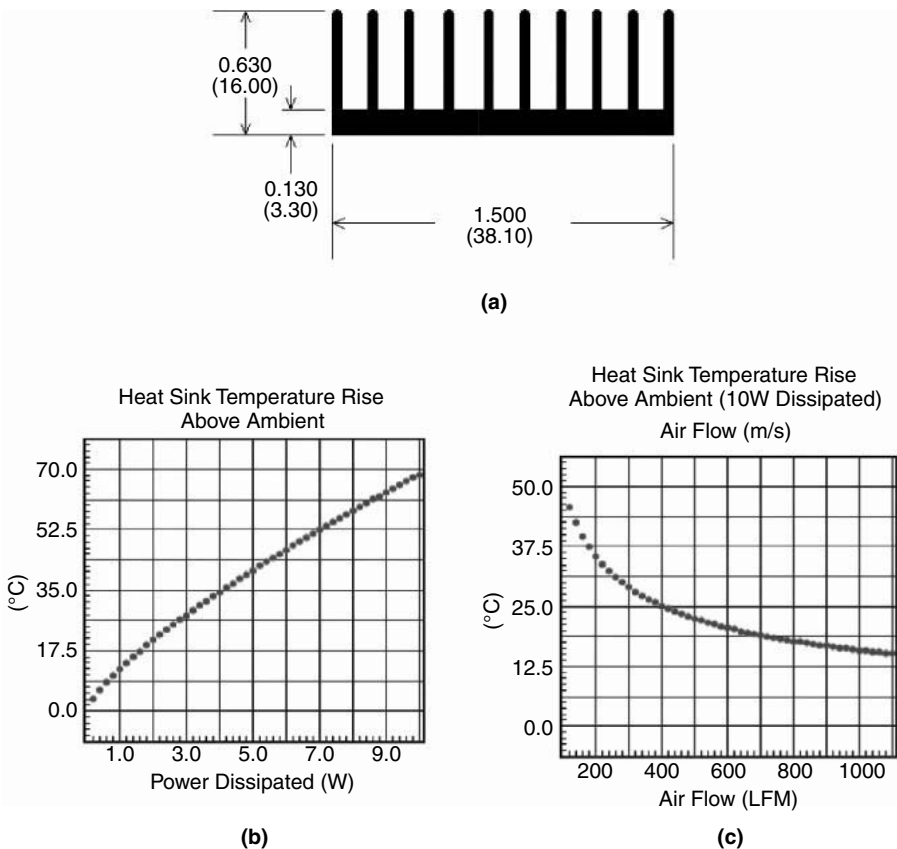 0.630
(16.00)
0.130
(3.30)
1.500
(38.10)
(a)
Heat Sink Temperature Rise
Above Ambient
70.0
52.5
35.0
17.5
0.0
(°C)
1.0 3.0 5.0 7.0 9.0
Power Dissipated (W)
(b)
Heat Sink Temperature Rise
Above Ambient (10W Dissipated)
Air Flow (m/s)
50.0
37.5
25.0
12.5
0.0
(°C)
200 400 600 800 1000
Air Flow (LFM)
(c)